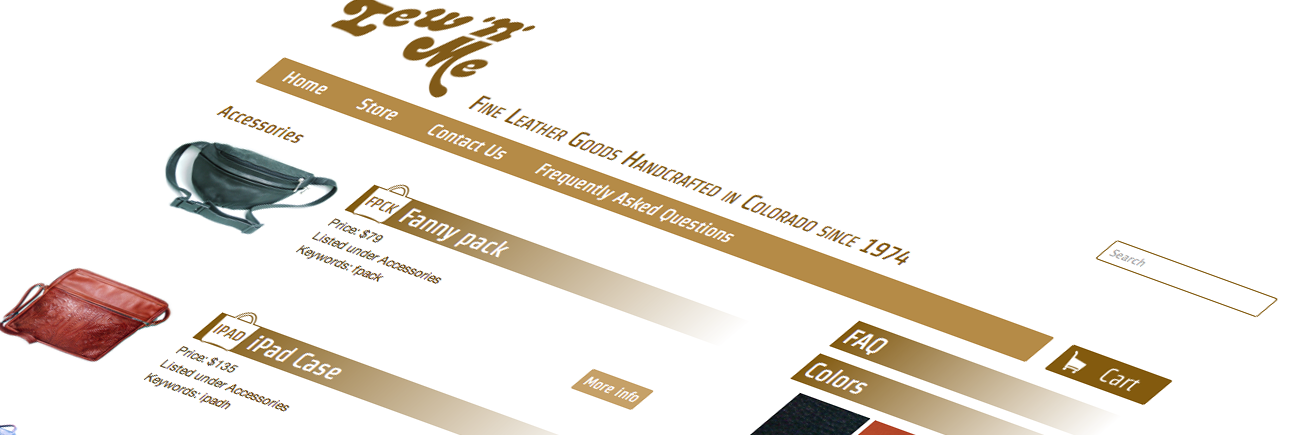 Lew 'n'
Me
Fine Leather Goods Handcrafted in Colorado since 1974
Home
Store
Contact Us
Frequently Asked Questions
Search
Cart
Accessories
FPCK
Fanny pack
Price: $79
Listed under Accessories
Keywords: fpack
IPAD
iPad Case
Price: $135
Listed under Accessories
Keywords: ipadh
More info
FAQ
Colors